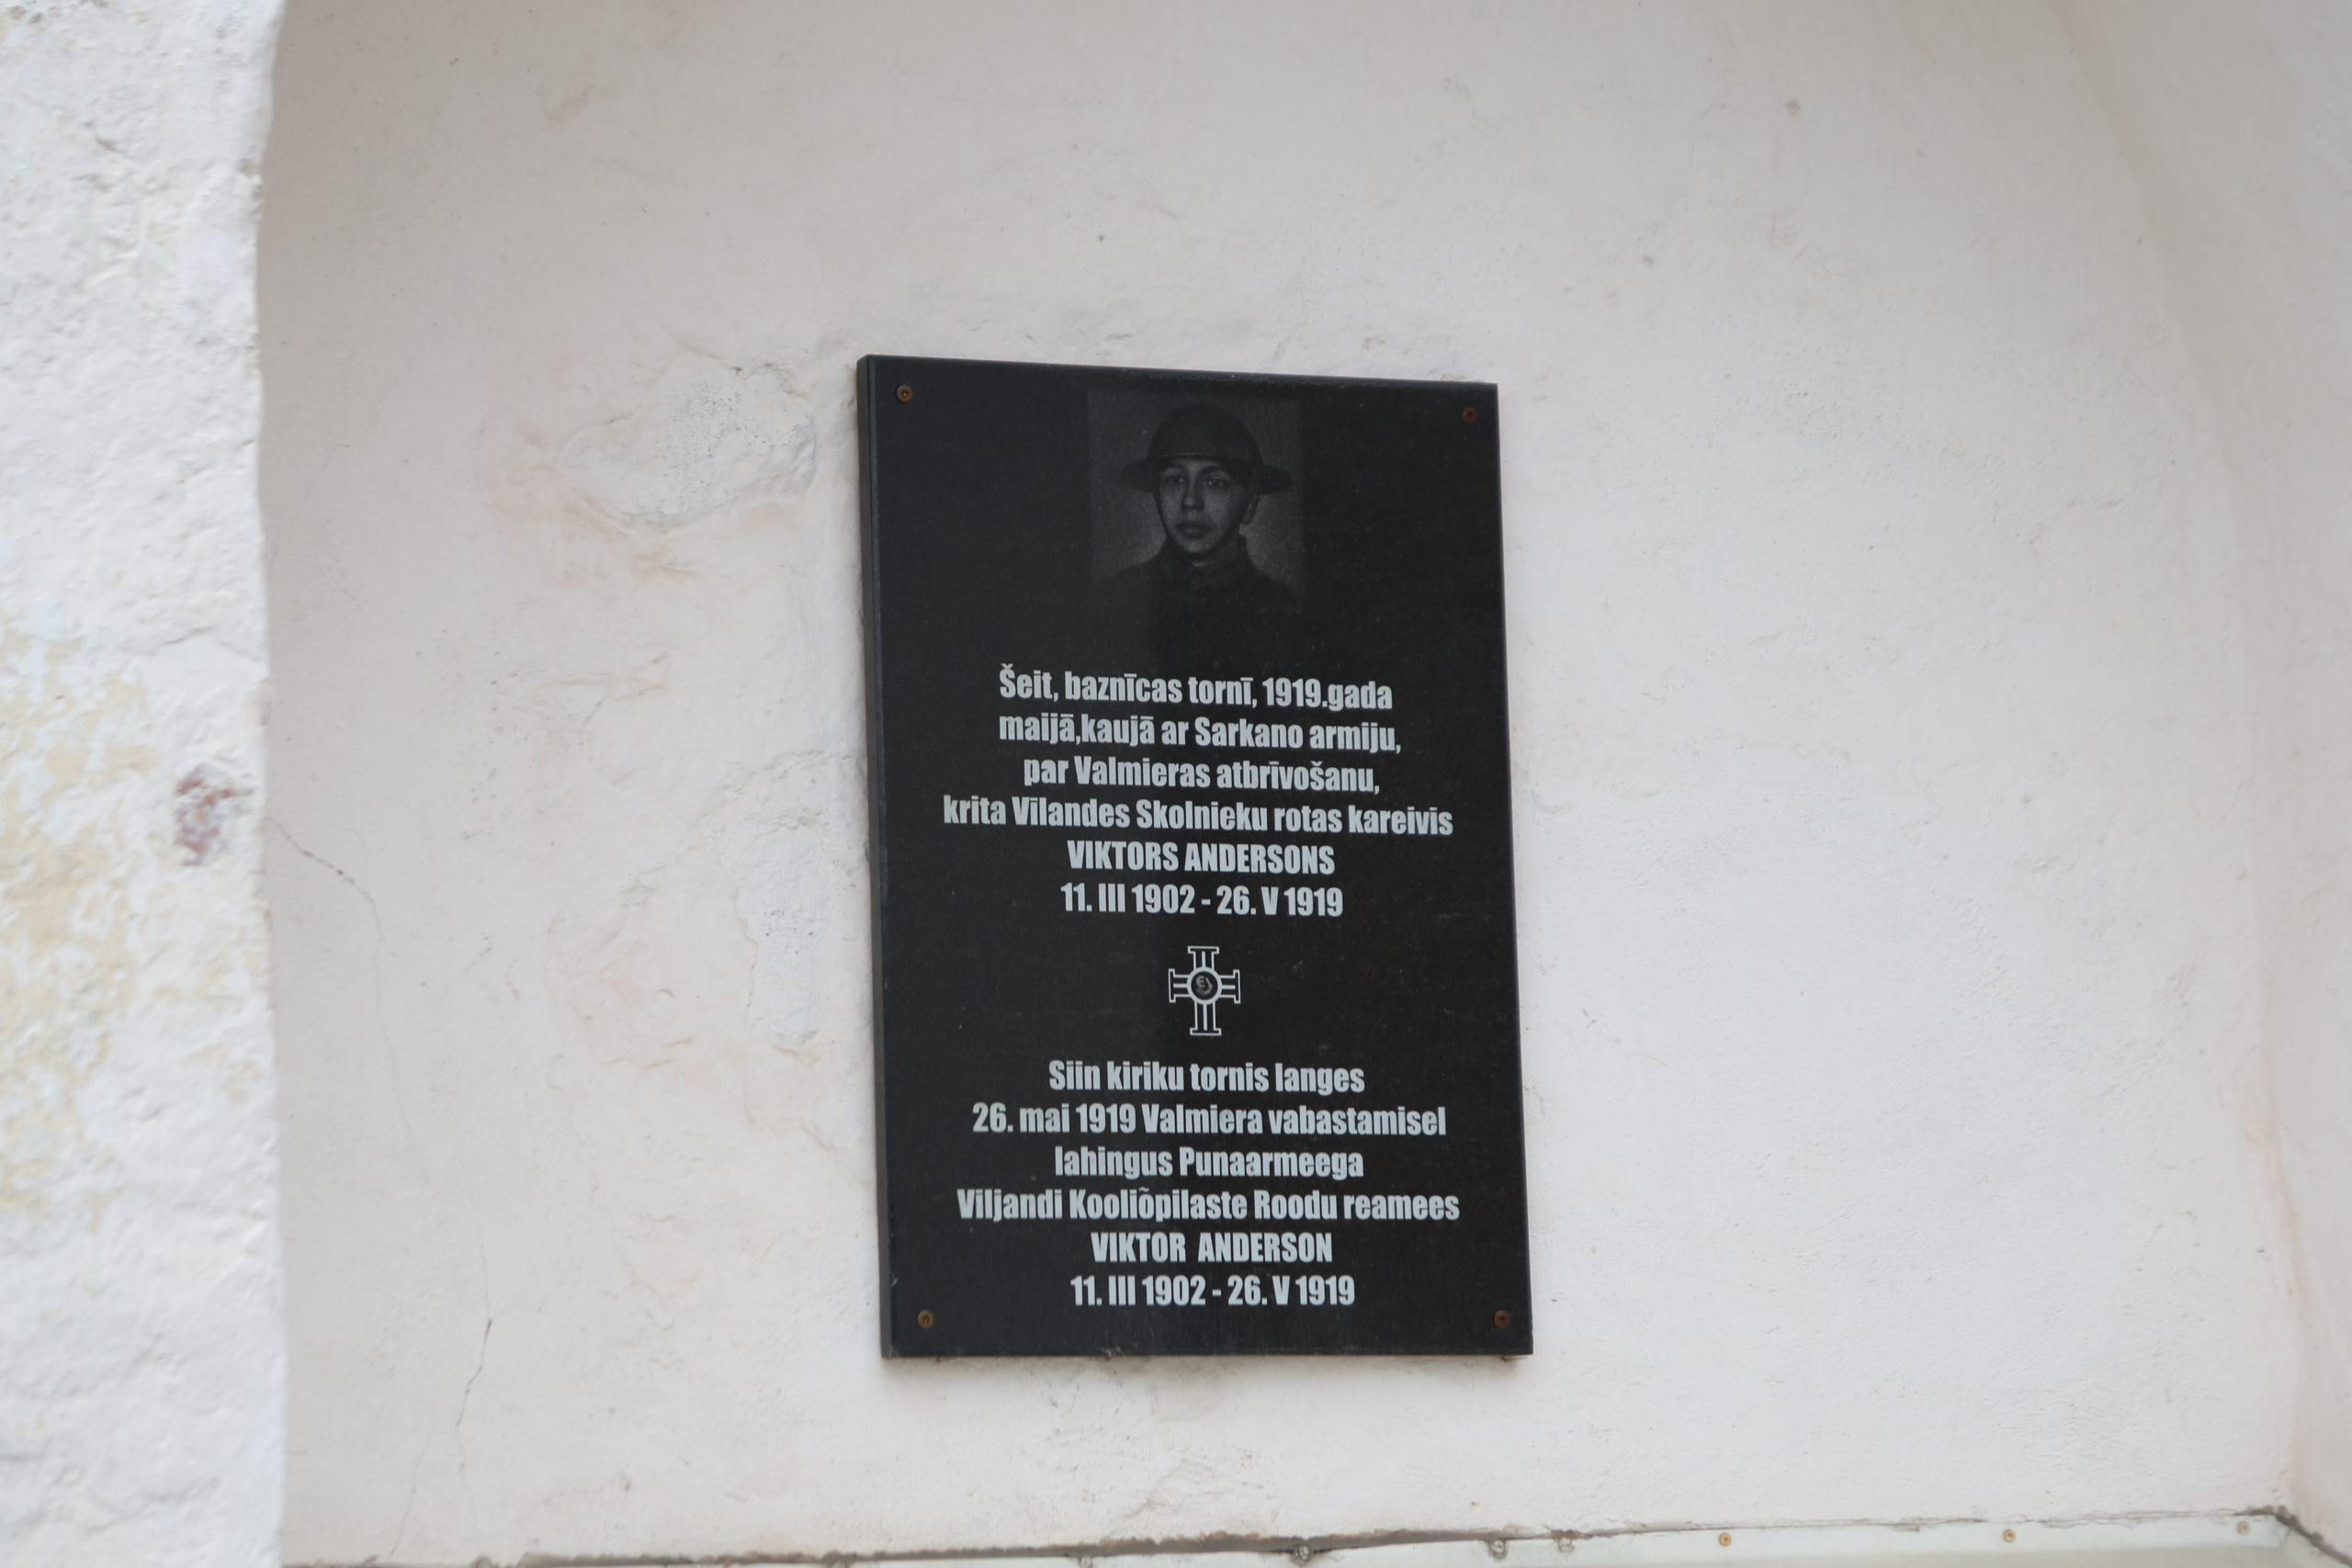 Šeit, baznīcas tornī, 1919.gada
maijā,kaujā ar Sarkano armiju,
par Valmieras atbrīvošanu,
krita Vīlandes Skolnieku rotas kareivis
VIKTORS ANDERSONS
11. III 1902 - 26. V 1919
Siin kiriku tornis langes
26. mai 1919 Valmiera vabastamisel
lahingus Punaarmeega
Viljandi Kooliõpilaste Roodu reamees
VIKTOR ANDERSON
11. III 1902 - 26. V 1919